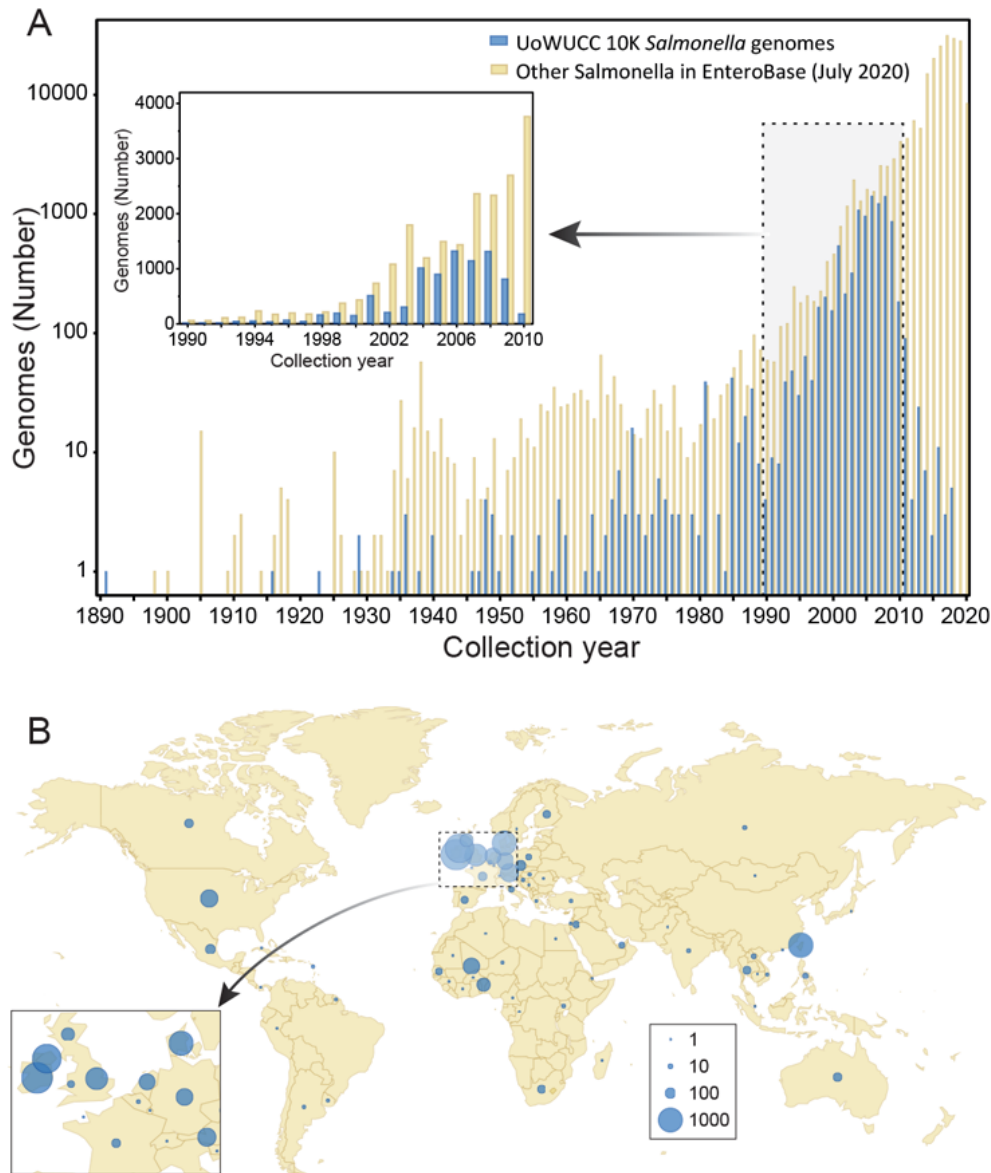 A
UoWUCC 10K Salmonella genomes
Other Salmonella in EnteroBase (July 2020)
Genomes (Number)
10000
1000
100
10
1
1890 1900 1910 1920 1930 1940 1950 1960 1970 1980 1990 2000 2010 2020
Collection year
Genomes (Number)
4000
3000
2000
1000
0
1990 1994 1998 2002 2006 2010
Collection year
B
1
10
100
1000